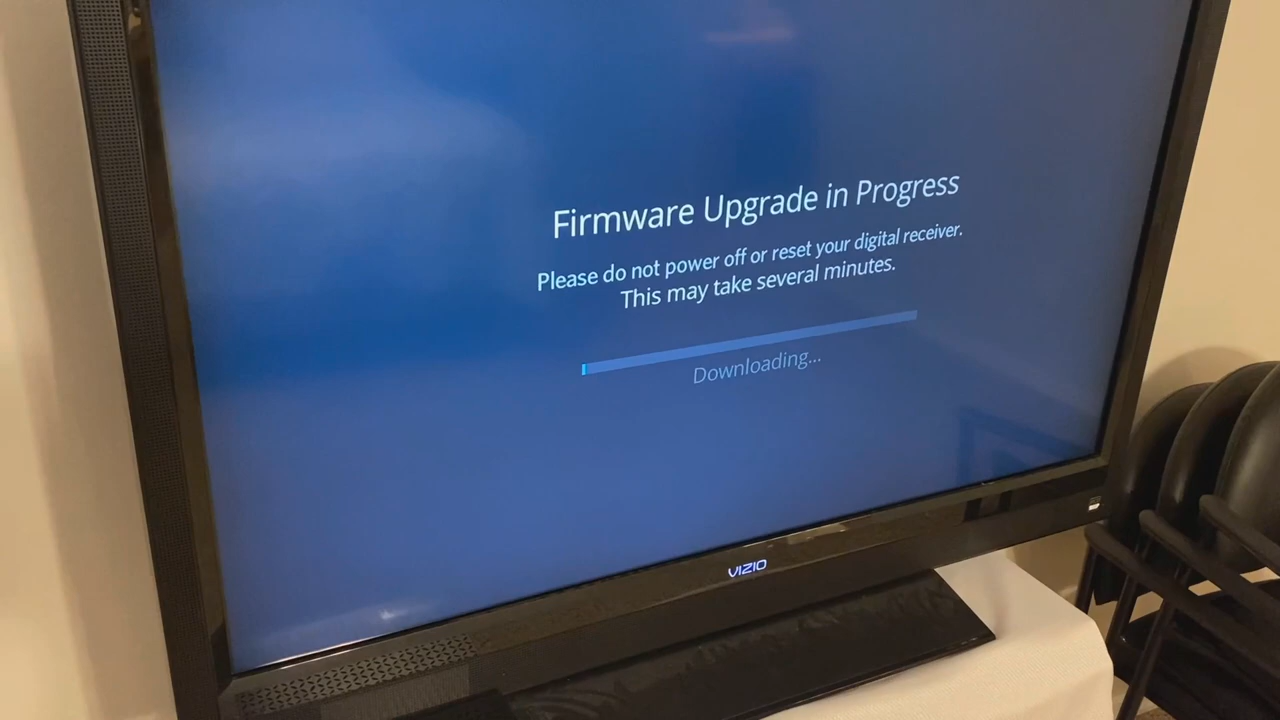 Firmware Upgrade in Progress
Please do not power off or reset your digital receiver.
This may take several minutes.
Downloading...
VIZIO